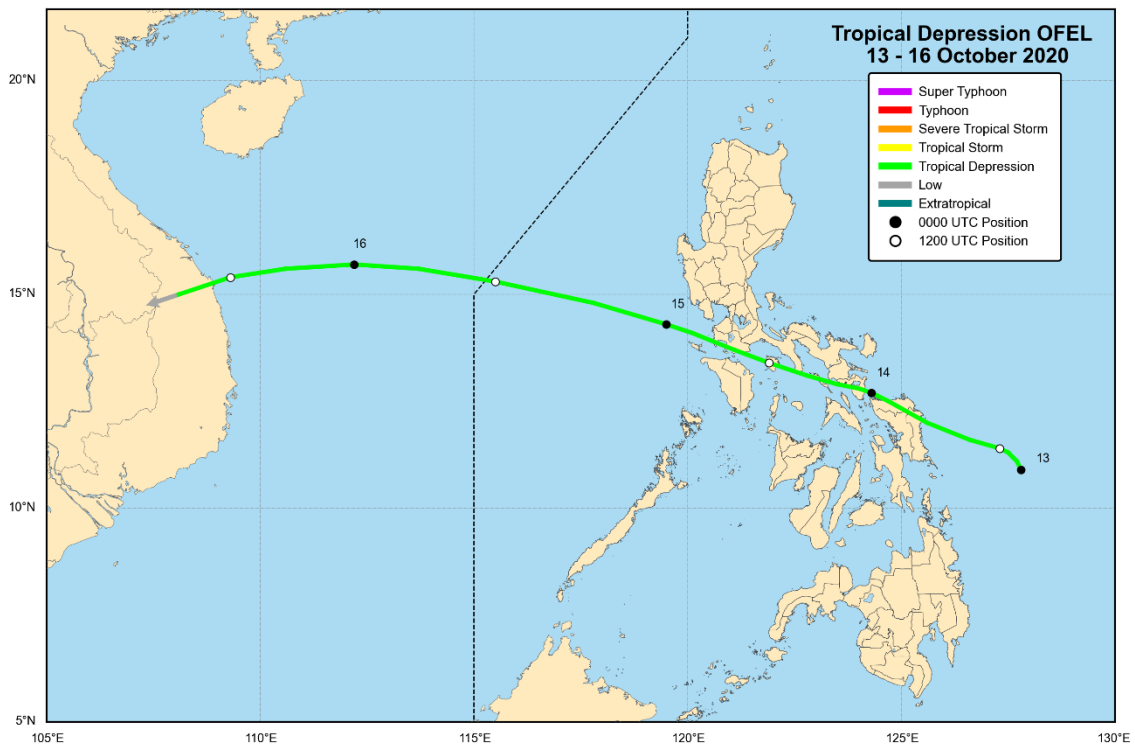 Tropical Depression OFEL
13 - 16 October 2020
Super Typhoon
Typhoon
Severe Tropical Storm
Tropical Storm
Tropical Depression
Low
Extratropical
0000 UTC Position
1200 UTC Position
20°N
15°N
10°N
5°N
16
15
14
13
105°E
110°E
115°E
120°E
125°E
130°E